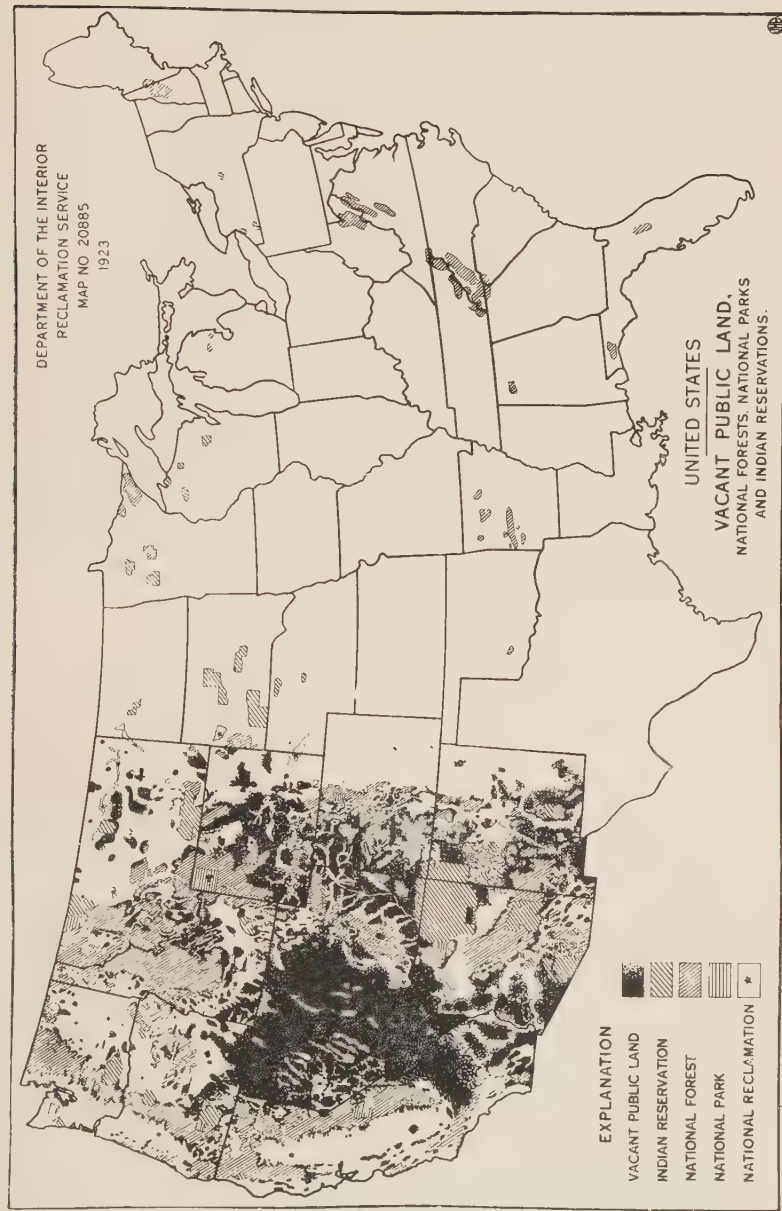 DEPARTMENT OF THE INTERIOR
RECLAMATION SERVICE
MAP NO 20885
1923
UNITED STATES
VACANT PUBLIC LAND,
NATIONAL FORESTS, NATIONAL PARKS
AND INDIAN RESERVATIONS.
EXPLANATION
VACANT PUBLIC LAND
INDIAN RESERVATION
NATIONAL FOREST
NATIONAL PARK
NATIONAL RECLAMATION